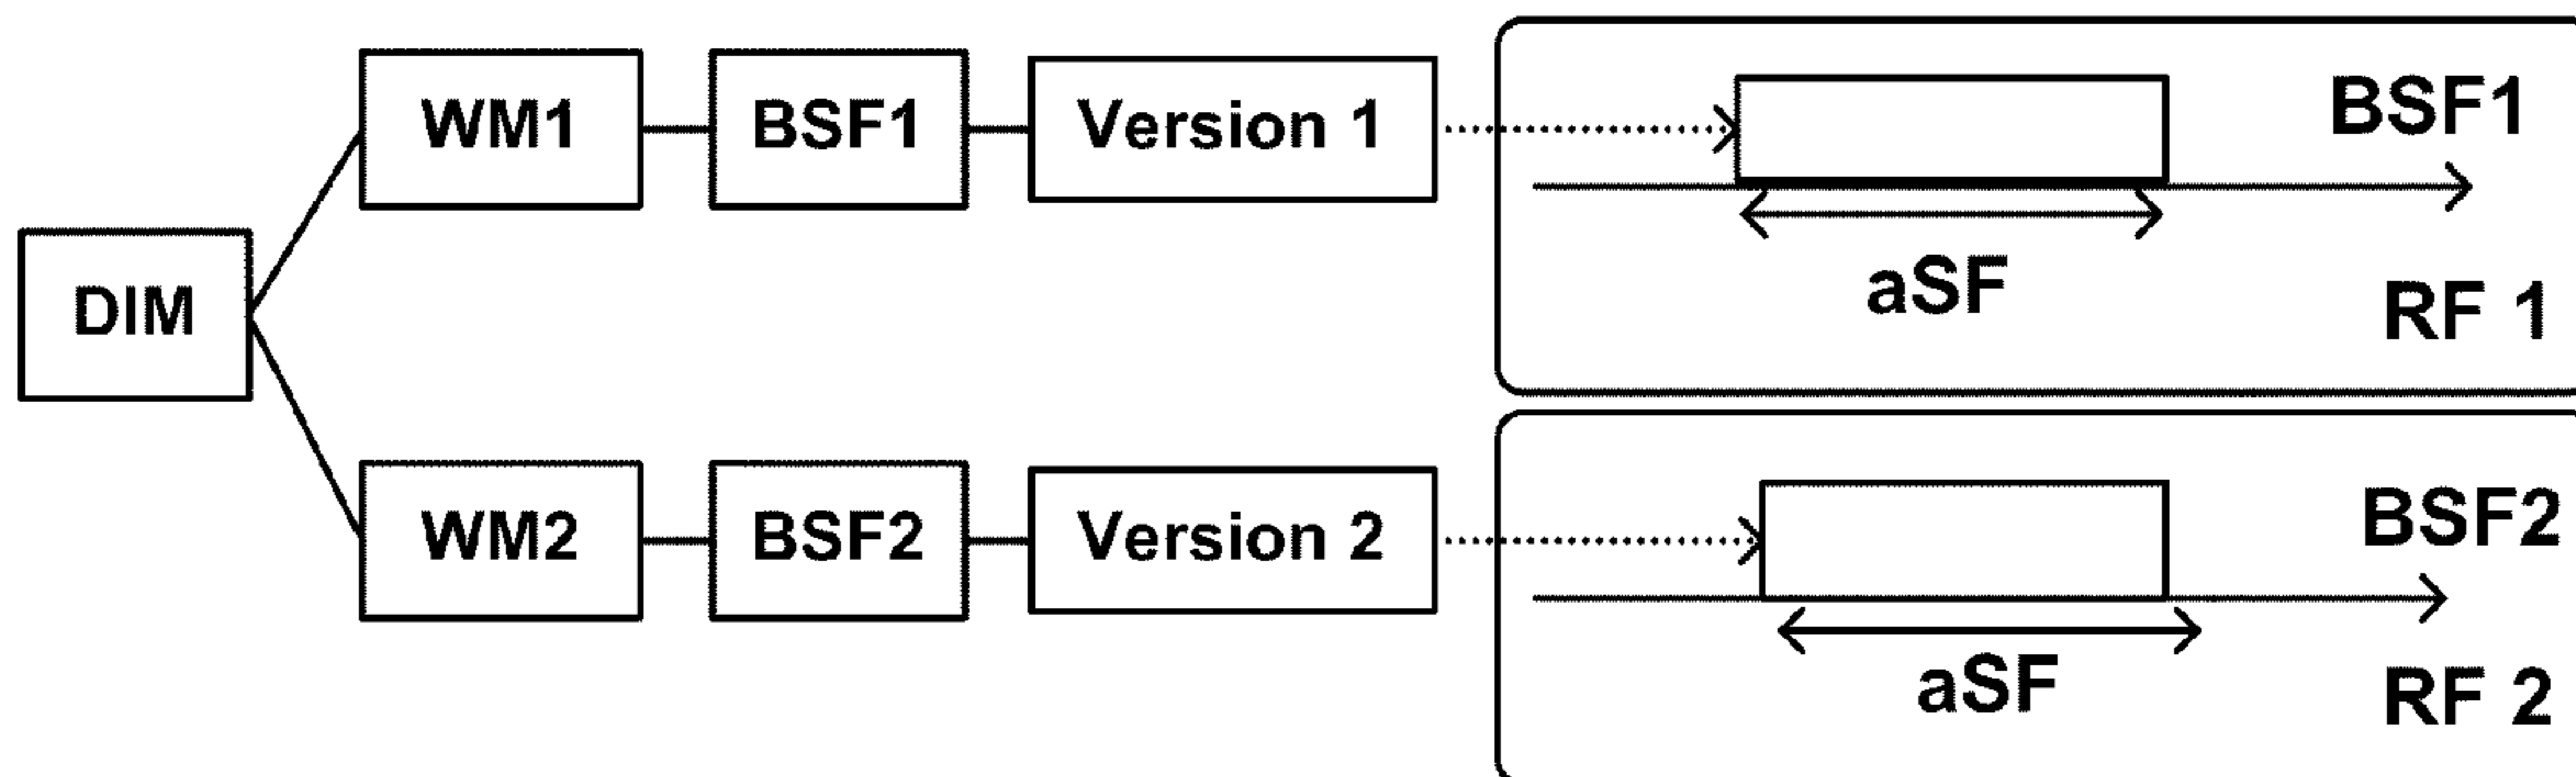 WM1
BSF1
Version 1
BSF1
aSF
RF 1
DIM
WM2
BSF2
Version 2
BSF2
aSF
RF 2